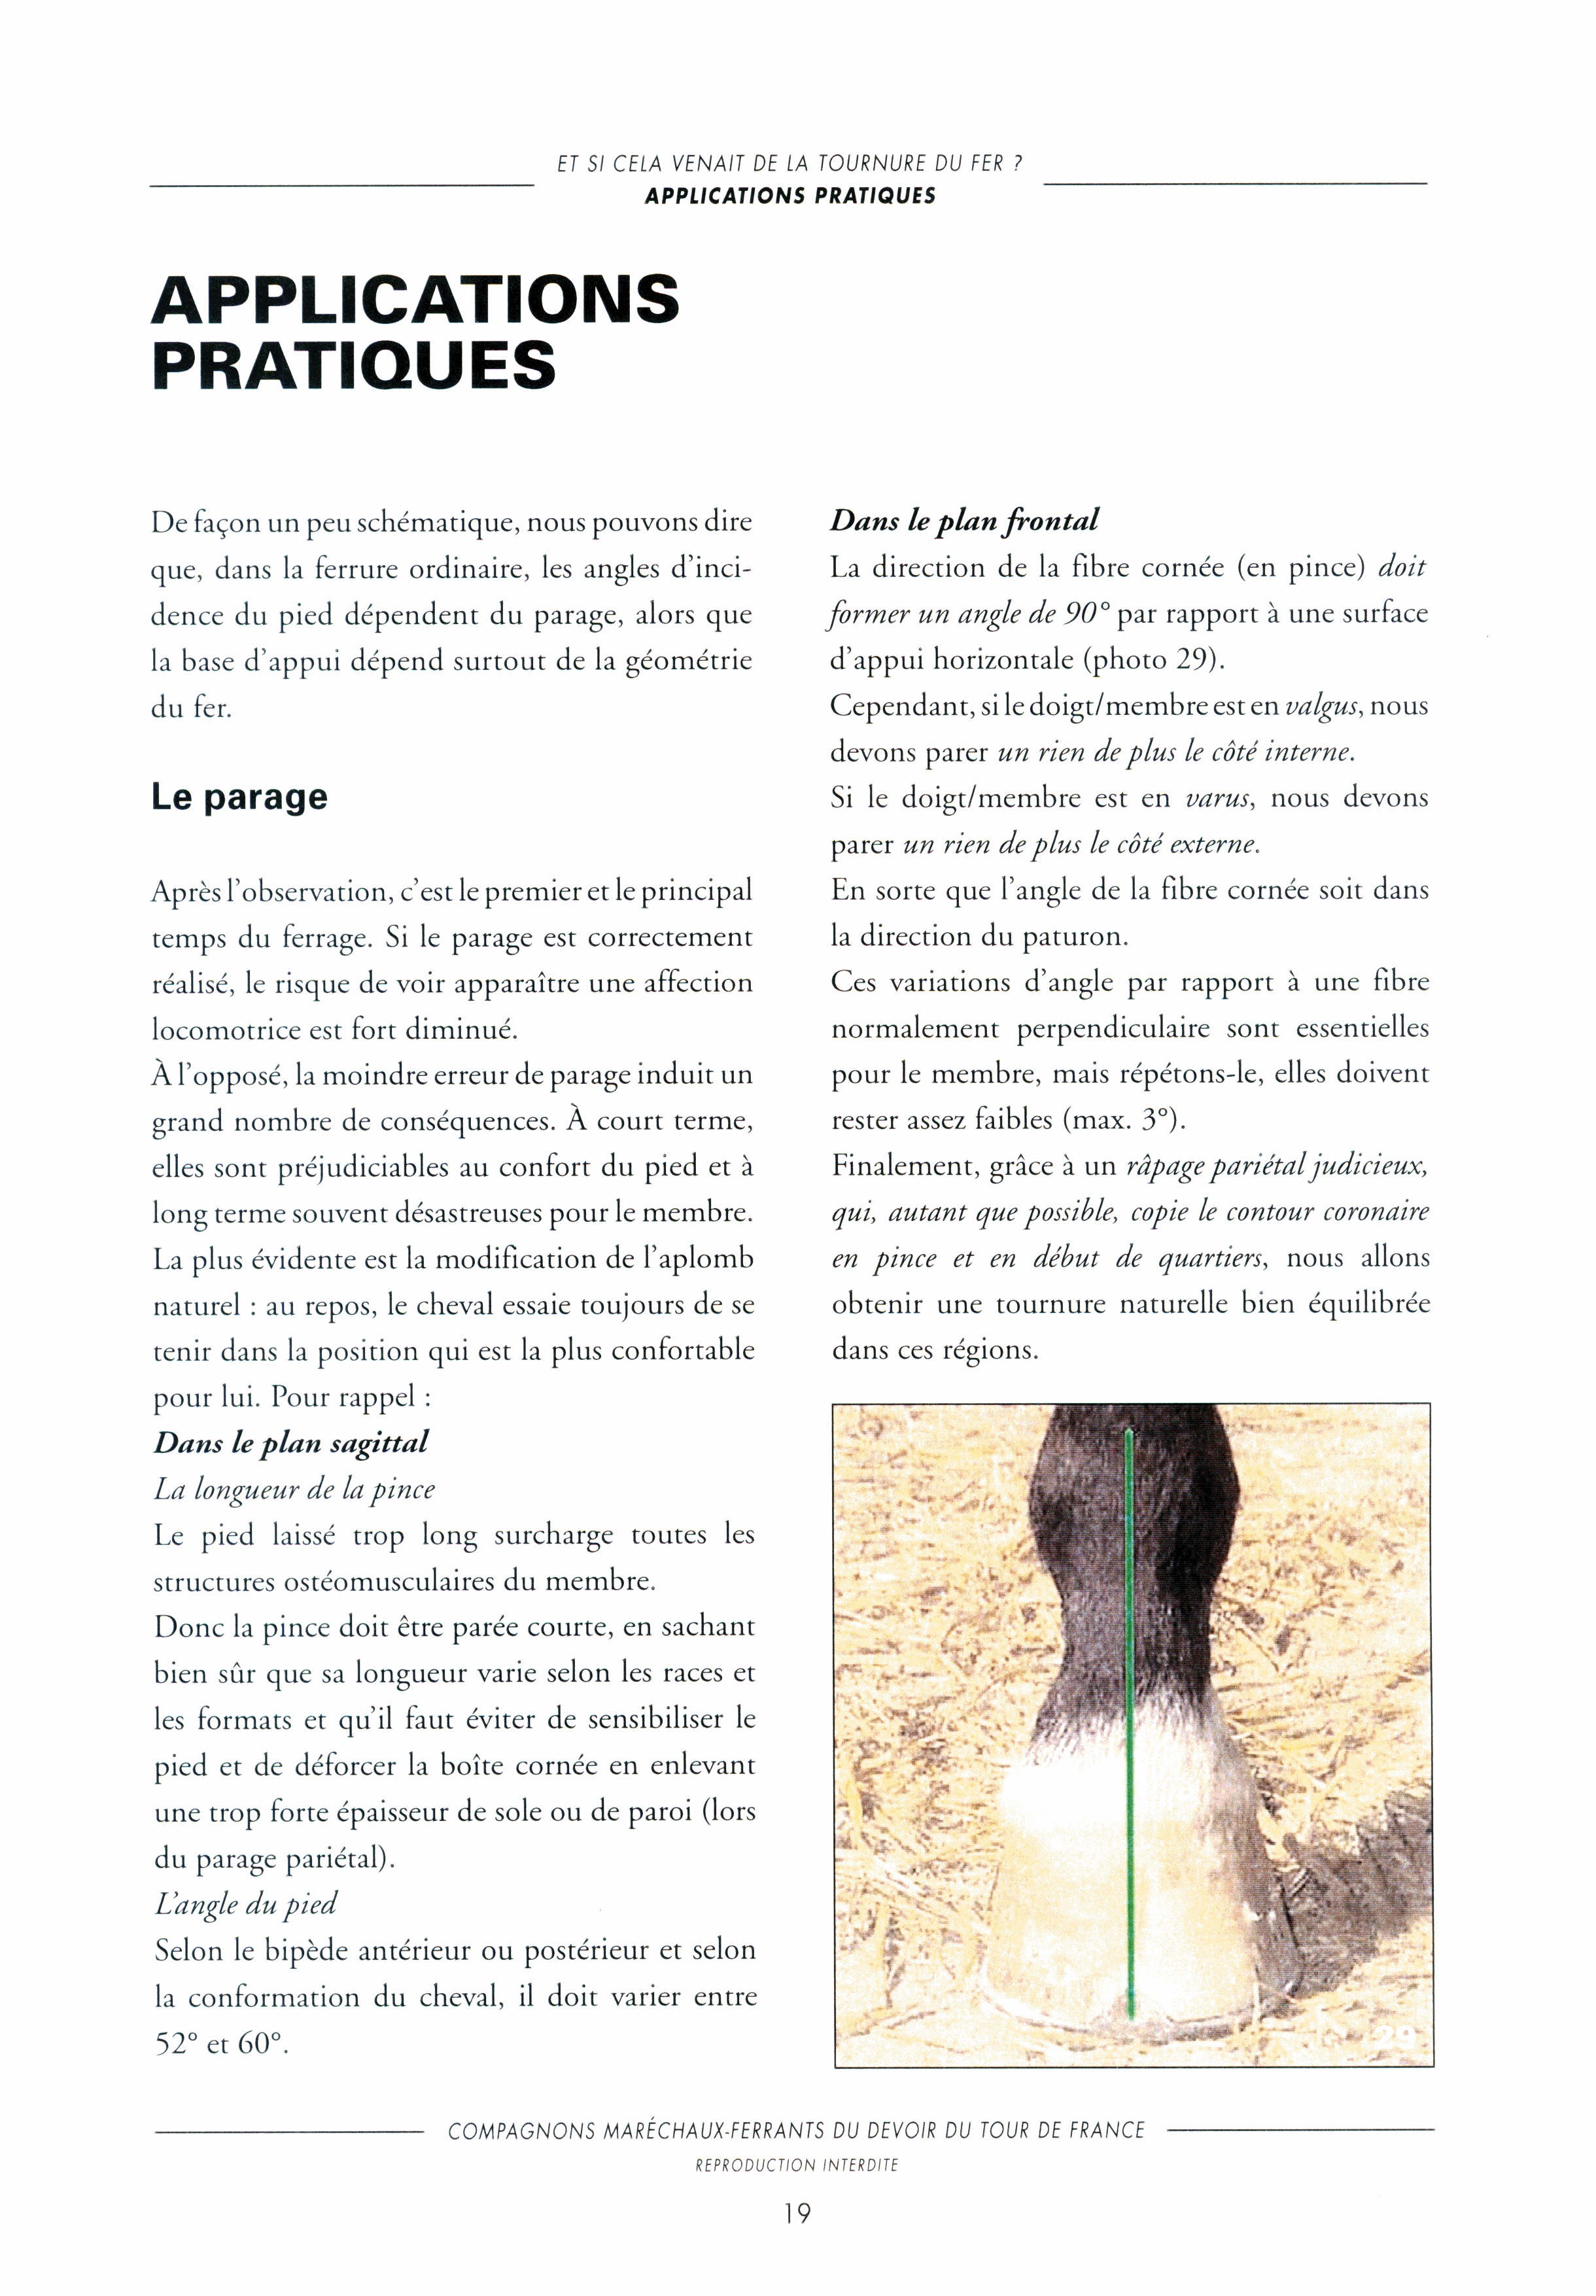 ET SI CELA VENAIT DE LA TOURNURE DU FER ?
APPLICATIONS PRATIQUES
APPLICATIONS
PRATIQUES
De façon un peu schématique, nous pouvons dire
que, dans la ferrure ordinaire, les angles d'inci-
dence du pied dépendent du parage, alors que
la base d'appui dépend surtout de la géométrie
du fer.
Le parage
Après l'observation, c'est le premier et le principal
temps du ferrage. Si le parage est correctement
réalisé, le risque de voir apparaître une affection
locomotrice est fort diminué.
À l'opposé, la moindre erreur de parage induit un
grand nombre de conséquences. À court terme,
elles sont préjudiciables au confort du pied et à
long terme souvent désastreuses pour le membre.
La plus évidente est la modification de l'aplomb
naturel : au repos, le cheval essaie toujours de se
tenir dans la position qui est la plus confortable
pour lui. Pour rappel :
Dans le plan sagittal
La longueur de la pince
Le pied laissé trop long surcharge toutes les
structures ostéomusculaires du membre.
Donc la pince doit être parée courte, en sachant
bien sûr que sa longueur varie selon les races et
les formats et qu'il faut éviter de sensibiliser le
pied et de déforcer la boîte cornée en enlevant
une trop forte épaisseur de sole ou de paroi (lors
du parage pariétal).
L'angle du pied
Selon le bipède antérieur ou postérieur et selon
la conformation du cheval, il doit varier entre
52° et 60°.
Dans le plan frontal
La direction de la fibre cornée (en pince) doit
former un angle de 90° par rapport à une surface
d'appui horizontale (photo 29).
Cependant, si le doigt/membre est en valgus, nous
devons parer un rien de plus le côté interne.
Si le doigt/membre est en varus, nous devons
parer un rien de plus le côté externe.
En sorte que l'angle de la fibre cornée soit dans
la direction du paturon.
Ces variations d'angle par rapport à une fibre
normalement perpendiculaire sont essentielles
pour le membre, mais répétons-le, elles doivent
rester assez faibles (max. 3°).
Finalement, grâce à un râpage pariétal judicieux,
qui, autant que possible, copie le contour coronaire
en pince et en début de quartiers, nous allons
obtenir une tournure naturelle bien équilibrée
dans ces régions.
29
COMPAGNONS MARÉCHAUX-FERRANTS DU DEVOIR DU TOUR DE FRANCE
REPRODUCTION INTERDITE
19